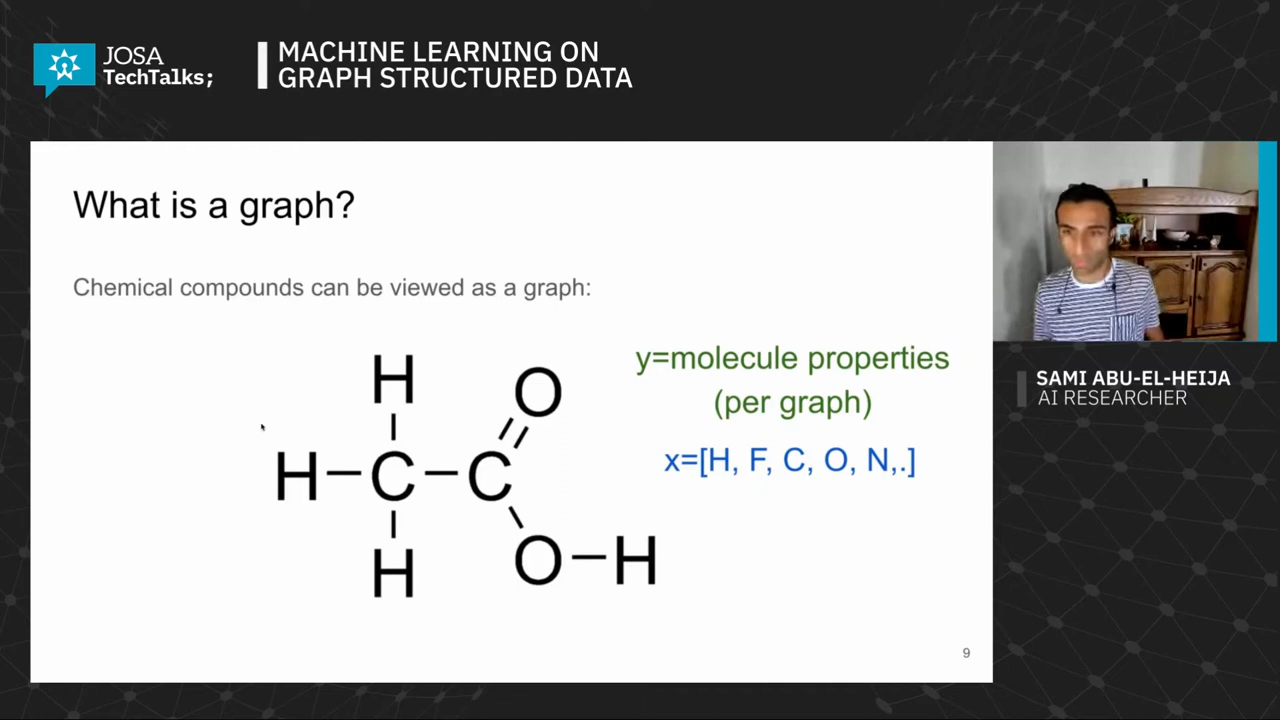 JOSA
TechTalks;
MACHINE LEARNING ON
GRAPH STRUCTURED DATA
What is a graph?
Chemical compounds can be viewed as a graph:
H
O
H C C
H
O H
y=molecule properties
(per graph)
x=[H, F, C, O, N,.]
9
SAMI ABU-EL-HEIJA
AI RESEARCHER